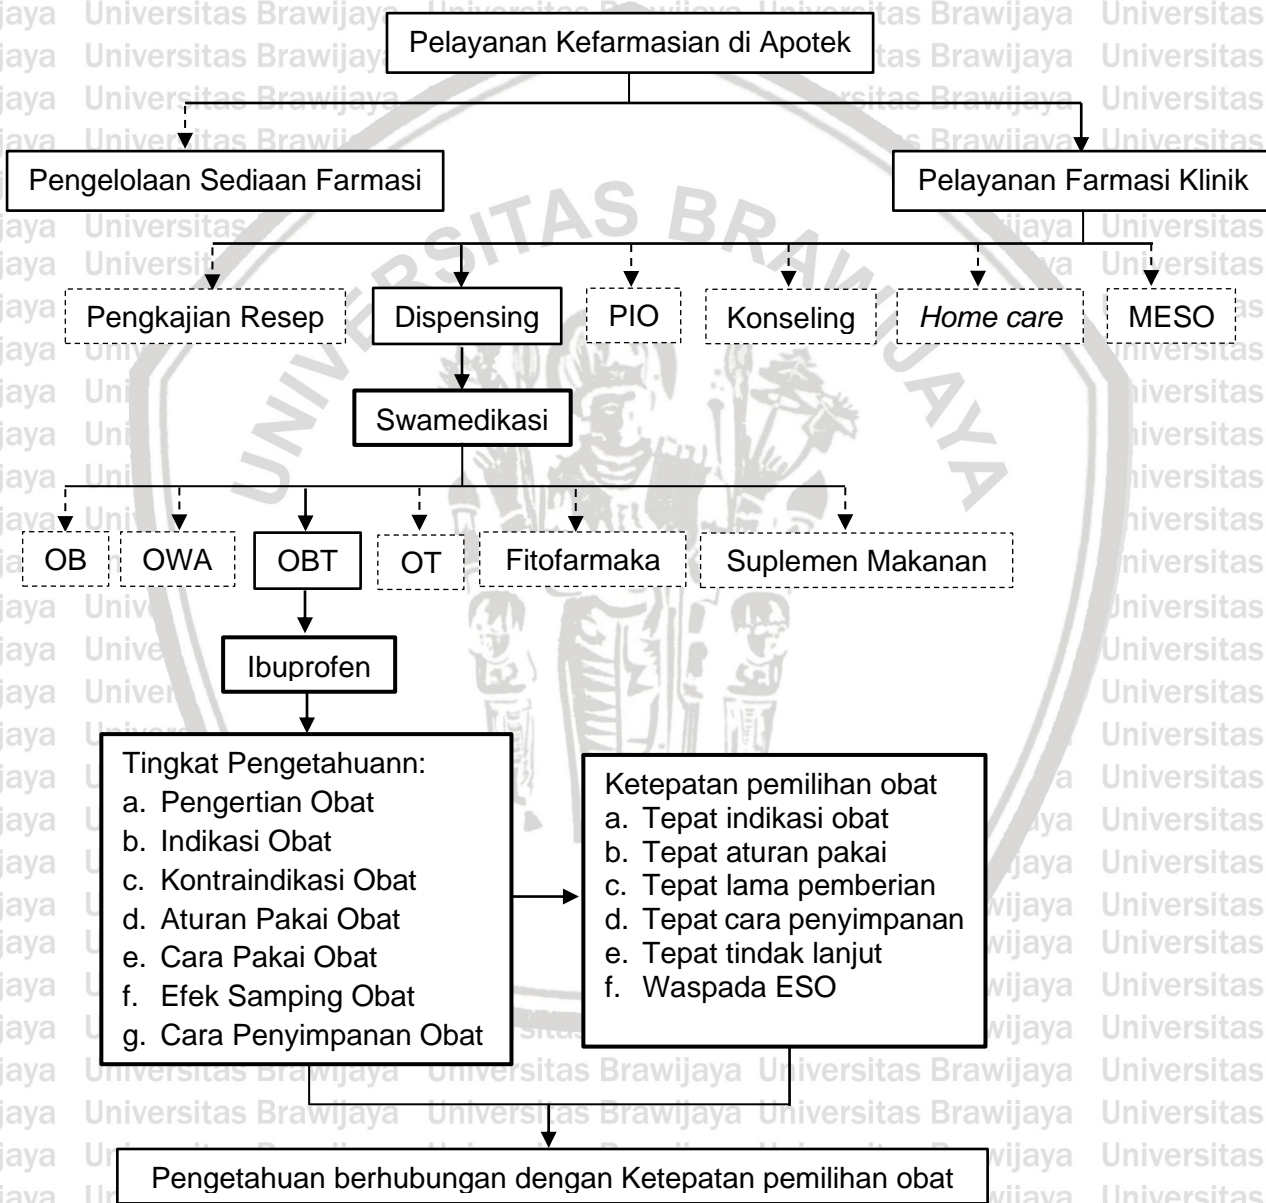 Pelayanan Kefarmasian di Apotek
Pengelolaan Sediaan Farmasi
Pelayanan Farmasi Klinik
Pengkajian Resep
Dispensing
PIO
Konseling
Home care
MESO
Swamedikasi
OB
OWA
OBT
OT
Fitofarmaka
Suplemen Makanan
Ibuprofen
Tingkat Pengetahuann:
a. Pengertian Obat
b. Indikasi Obat
c. Kontraindikasi Obat
d. Aturan Pakai Obat
e. Cara Pakai Obat
f. Efek Samping Obat
g. Cara Penyimpanan Obat
Ketepatan pemilihan obat
a. Tepat indikasi obat
b. Tepat aturan pakai
c. Tepat lama pemberian
d. Tepat cara penyimpanan
e. Tepat tindak lanjut
f. Waspada ESO
Pengetahuan berhubungan dengan Ketepatan pemilihan obat
UNIVERSITAS BRAWIJAYA